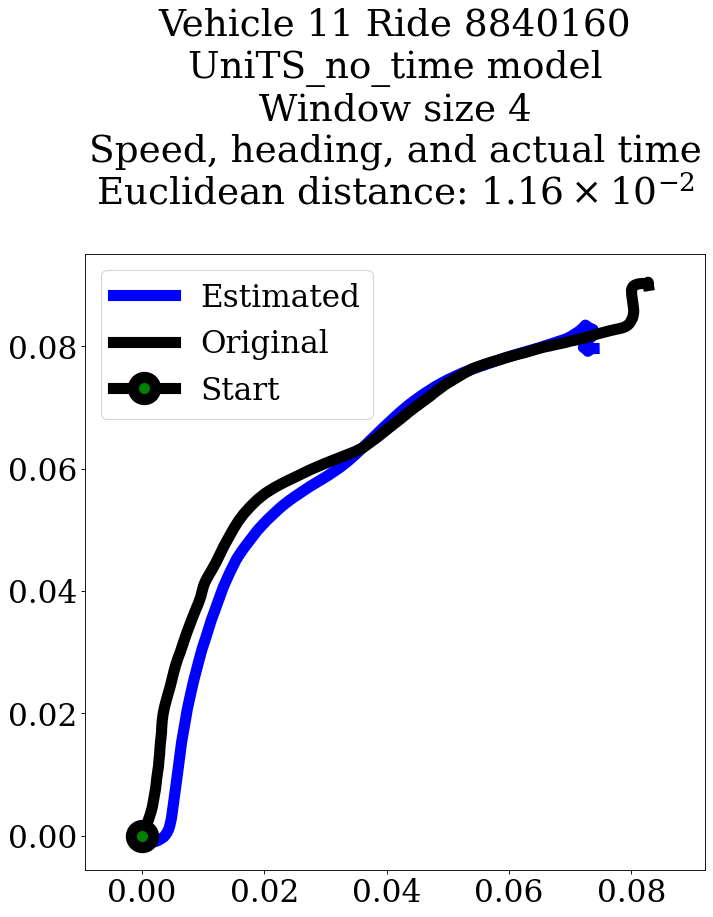 Vehicle 11 Ride 8840160
UniTS_no_time model
Window size 4
Speed, heading, and actual time
Euclidean distance: 1.16 × 10⁻²
Estimated
Original
Start
0.08
0.06
0.04
0.02
0.00
0.00 0.02 0.04 0.06 0.08